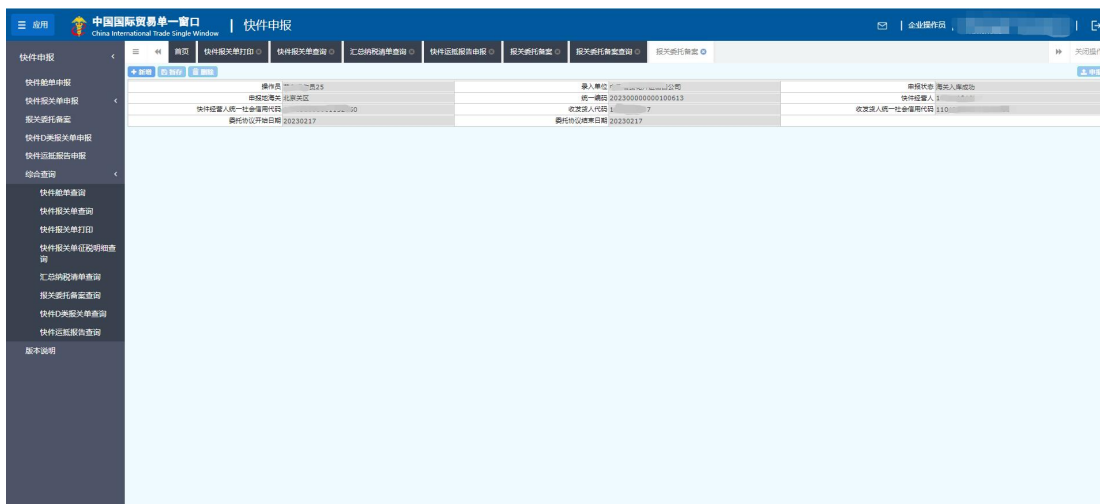 应用
中国国际贸易单一窗口 | 快件申报
China International Trade Single Window
企业操作员，
快件申报
首页
快件报关单打印
快件报关单查询
汇总纳税清单查询
快件运抵报告申报
报关委托备案
报关委托备案查询
报关委托备案
关闭操作
新增
暂存
删除
申报
操作员 25
录入单位 公司
申报状态 海关入库成功
申报地海关 北京关区
统一编码 202300000000100613
快件经营人 1
快件经营人统一社会信用代码
收发货人代码 1 7
收发货人统一社会信用代码 110
委托协议开始日期 20230217
委托协议结束日期 20230217
快件舱单申报
快件报关单申报
报关委托备案
快件D类报关单申报
快件运抵报告申报
综合查询
快件舱单查询
快件报关单查询
快件报关单打印
快件报关单征税明细查
询
汇总纳税清单查询
报关委托备案查询
快件D类报关单查询
快件运抵报告查询
版本说明